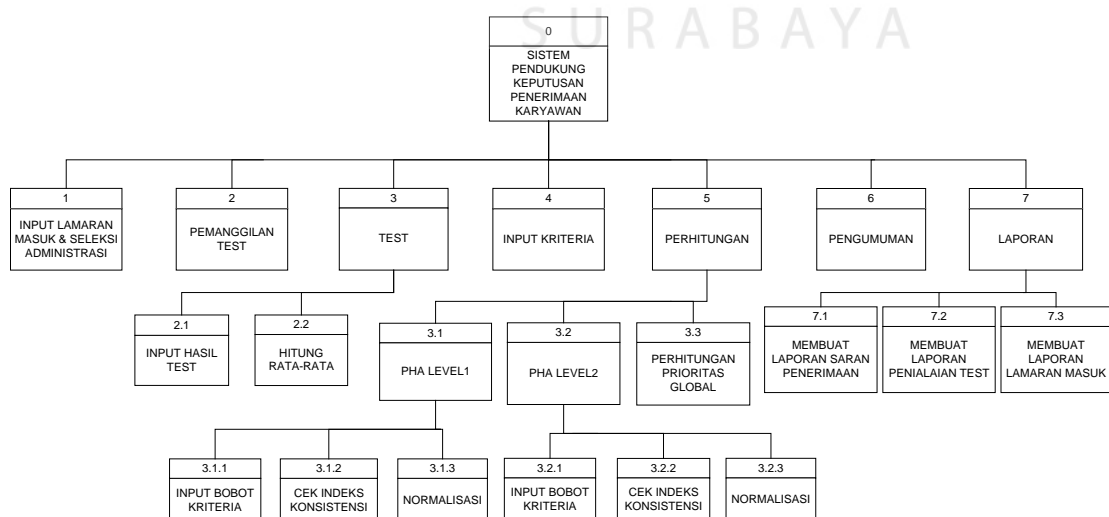 SURABAYA
0
SISTEM
PENDUKUNG
KEPUTUSAN
PENERIMAAN
KARYAWAN
1
INPUT LAMARAN
MASUK & SELEKSI
ADMINISTRASI
2
PEMANGGILAN
TEST
3
TEST
4
INPUT KRITERIA
5
PERHITUNGAN
6
PENGUMUMAN
7
LAPORAN
2.1
INPUT HASIL
TEST
2.2
HITUNG
RATA-RATA
3.1
PHA LEVEL1
3.2
PHA LEVEL2
3.3
PERHITUNGAN
PRIORITAS
GLOBAL
7.1
MEMBUAT
LAPORAN SARAN
PENERIMAAN
7.2
MEMBUAT
LAPORAN
PENIALAIAN TEST
7.3
MEMBUAT
LAPORAN
LAMARAN MASUK
3.1.1
INPUT BOBOT
KRITERIA
3.1.2
CEK INDEKS
KONSISTENSI
3.1.3
NORMALISASI
3.2.1
INPUT BOBOT
KRITERIA
3.2.2
CEK INDEKS
KONSISTENSI
3.2.3
NORMALISASI